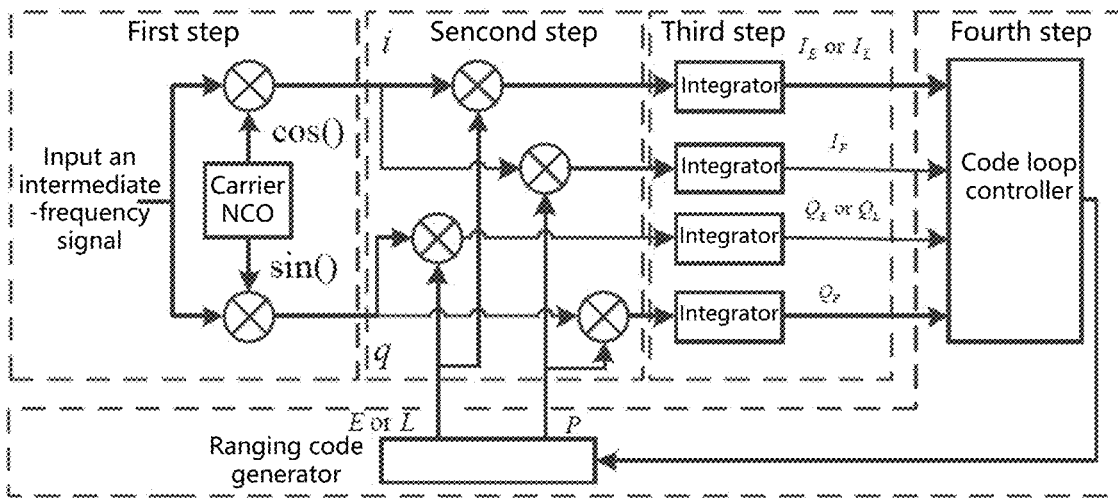 First step
Sencond step
Third step
Fourth step
i
I_E or I_L
Integrator
cos()
Input an
intermediate
-frequency
signal
Carrier
NCO
Integrator
I_P
Code loop
controller
Integrator
Q_E or Q_L
sin()
Integrator
Q_P
q
E or L
P
Ranging code
generator